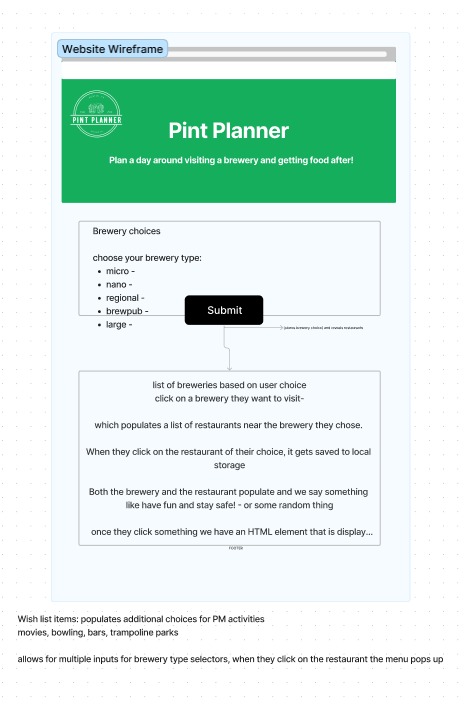 Website Wireframe
PINT PLANNER
Pint Planner
Plan a day around visiting a brewery and getting food after!
Brewery choices
choose your brewery type:
• micro -
• nano -
• regional -
• brewpub -
• large -
Submit
(stores brewery choice) and reveals restaurants
list of breweries based on user choice
click on a brewery they want to visit-
which populates a list of restaurants near the brewery they chose.
When they click on the restaurant of their choice, it gets saved to local
storage
Both the brewery and the restaurant populate and we say something
like have fun and stay safe! - or some random thing
once they click something we have an HTML element that is display...
FOOTER
Wish list items: populates additional choices for PM activities
movies, bowling, bars, trampoline parks
allows for multiple inputs for brewery type selectors, when they click on the restaurant the menu pops up